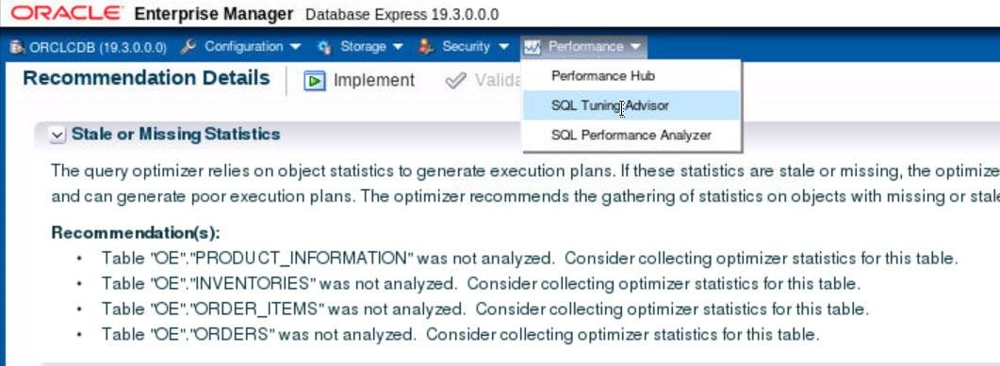 ORACLE Enterprise Manager Database Express 19.3.0.0.0
ORCLCDB (19.3.0.0.0) Configuration Storage Security Performance
Recommendation Details Implement
Performance Hub
SQL Tuning Advisor
SQL Performance Analyzer
Stale or Missing Statistics
The query optimizer relies on object statistics to generate execution plans. If these statistics are stale or missing, the optimize
and can generate poor execution plans. The optimizer recommends the gathering of statistics on objects with missing or stal
Recommendation(s):
• Table "OE"."PRODUCT_INFORMATION" was not analyzed. Consider collecting optimizer statistics for this table.
• Table "OE"."INVENTORIES" was not analyzed. Consider collecting optimizer statistics for this table.
• Table "OE"."ORDER_ITEMS" was not analyzed. Consider collecting optimizer statistics for this table.
• Table "OE"."ORDERS" was not analyzed. Consider collecting optimizer statistics for this table.